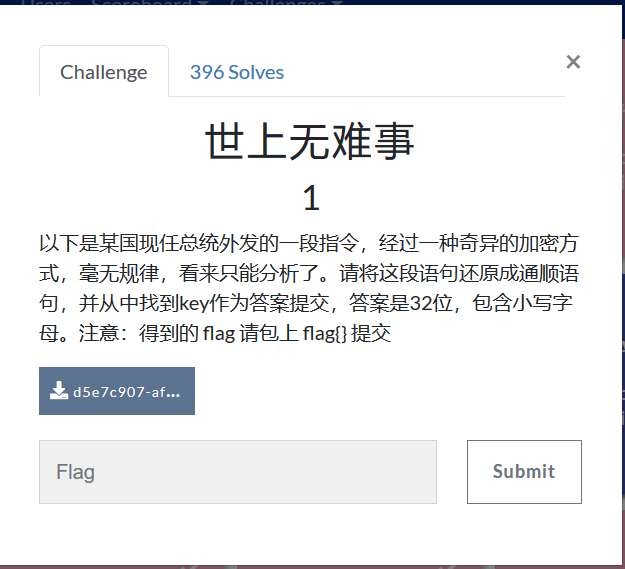 Users Scoreboard Challenges
Challenge
396 Solves
×
世上无难事
1
以下是某国现任总统外发的一段指令，经过一种奇异的加密方
式，毫无规律，看来只能分析了。请将这段语句还原成通顺语
句，并从中找到key作为答案提交，答案是32位，包含小写字
母。注意：得到的 flag 请包上 flag{} 提交
d5e7c907-af...
Flag
Submit